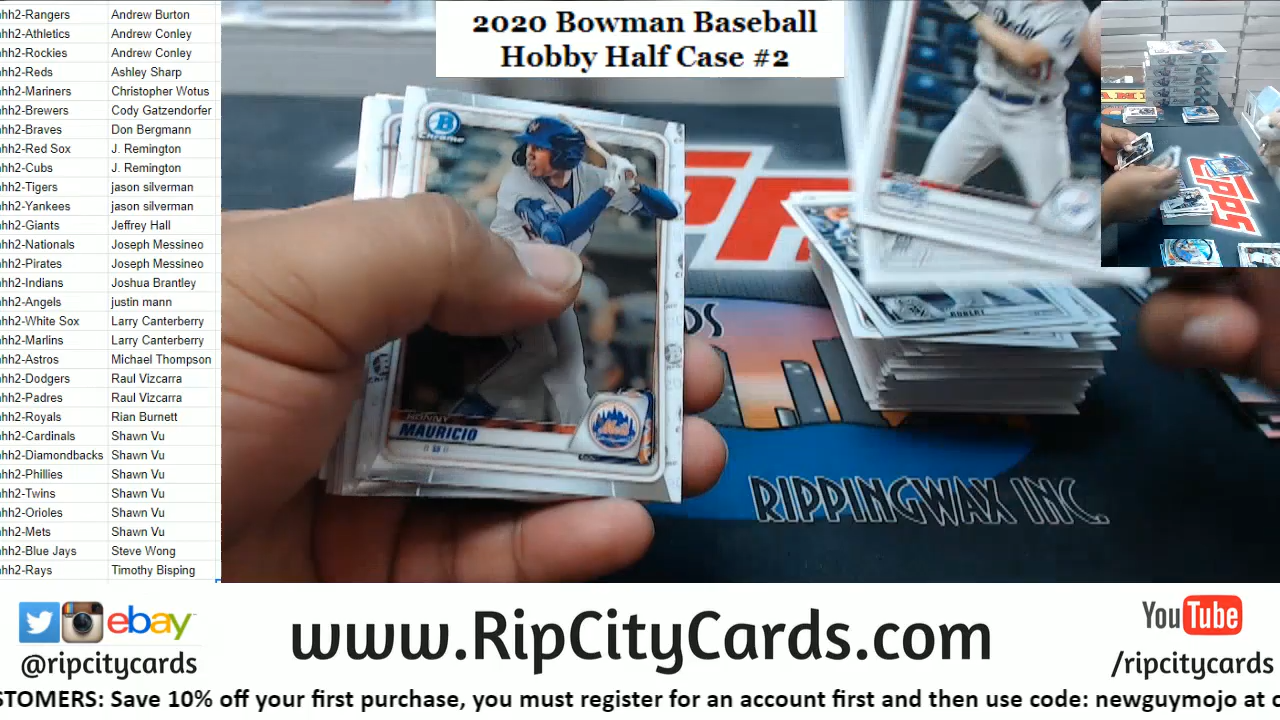 hh2-Rangers Andrew Burton
hh2-Athletics Andrew Conley
hh2-Rockies Andrew Conley
hh2-Reds Ashley Sharp
hh2-Mariners Christopher Wotus
hh2-Brewers Cody Gatzendorfer
hh2-Braves Don Bergmann
hh2-Red Sox J. Remington
hh2-Cubs J. Remington
hh2-Tigers jason silverman
hh2-Yankees jason silverman
hh2-Giants Jeffrey Hall
hh2-Nationals Joseph Messineo
hh2-Pirates Joseph Messineo
hh2-Indians Joshua Brantley
hh2-Angels justin mann
hh2-White Sox Larry Canterberry
hh2-Marlins Larry Canterberry
hh2-Astros Michael Thompson
hh2-Dodgers Raul Vizcarra
hh2-Padres Raul Vizcarra
hh2-Royals Rian Burnett
hh2-Cardinals Shawn Vu
hh2-Diamondbacks Shawn Vu
hh2-Phillies Shawn Vu
hh2-Twins Shawn Vu
hh2-Orioles Shawn Vu
hh2-Mets Shawn Vu
hh2-Blue Jays Steve Wong
hh2-Rays Timothy Bisping
2020 Bowman Baseball
Hobby Half Case #2
B
Chrome
RONNY
MAURICIO
Mets
Dodgers
ROBERT
RIPPINGWAX INC.
ebay
@ripcitycards
www.RipCityCards.com
YouTube
/ripcitycards
STOMERS: Save 10% off your first purchase, you must register for an account first and then use code: newguymojo at c